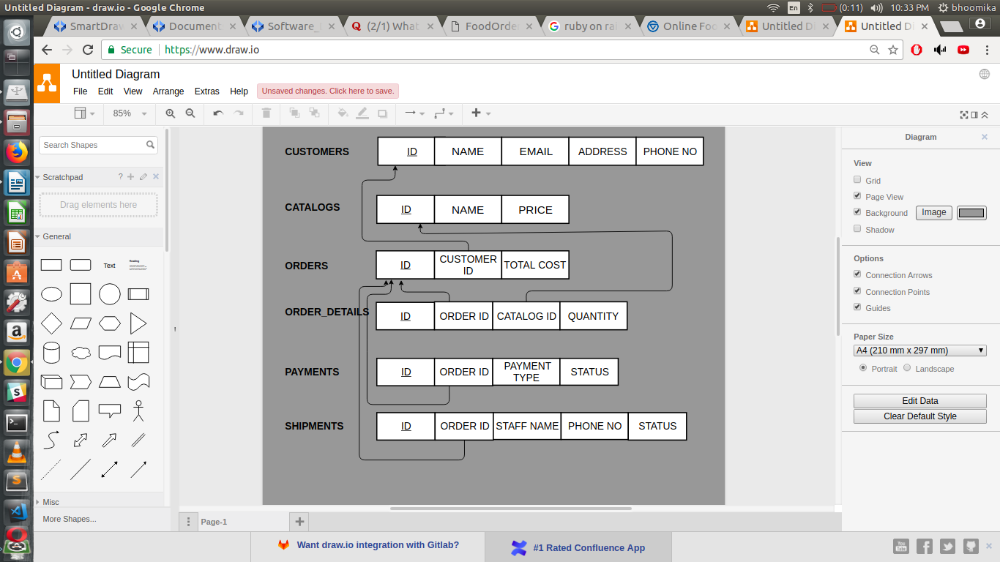 Untitled Diagram - draw.io - Google Chrome
En (0:11) 10:33 PM bhoomika
SmartDraw Document Software_ (2/1) What FoodOrde ruby on rai Online Foo Untitled D Untitled Di
Secure https://www.draw.io
Untitled Diagram
File Edit View Arrange Extras Help Unsaved changes. Click here to save.
85%
Search Shapes
Scratchpad ?
Drag elements here
General
Text
Heading
Misc
More Shapes...
CUSTOMERS ID NAME EMAIL ADDRESS PHONE NO
CATALOGS ID NAME PRICE
ORDERS ID CUSTOMER ID TOTAL COST
ORDER_DETAILS ID ORDER ID CATALOG ID QUANTITY
PAYMENTS ID ORDER ID PAYMENT TYPE STATUS
SHIPMENTS ID ORDER ID STAFF NAME PHONE NO STATUS
Page-1
Diagram
View
Grid
Page View
Background Image
Shadow
Options
Connection Arrows
Connection Points
Guides
Paper Size
A4 (210 mm x 297 mm)
Portrait Landscape
Edit Data
Clear Default Style
Want draw.io integration with Gitlab? #1 Rated Confluence App
You Tube